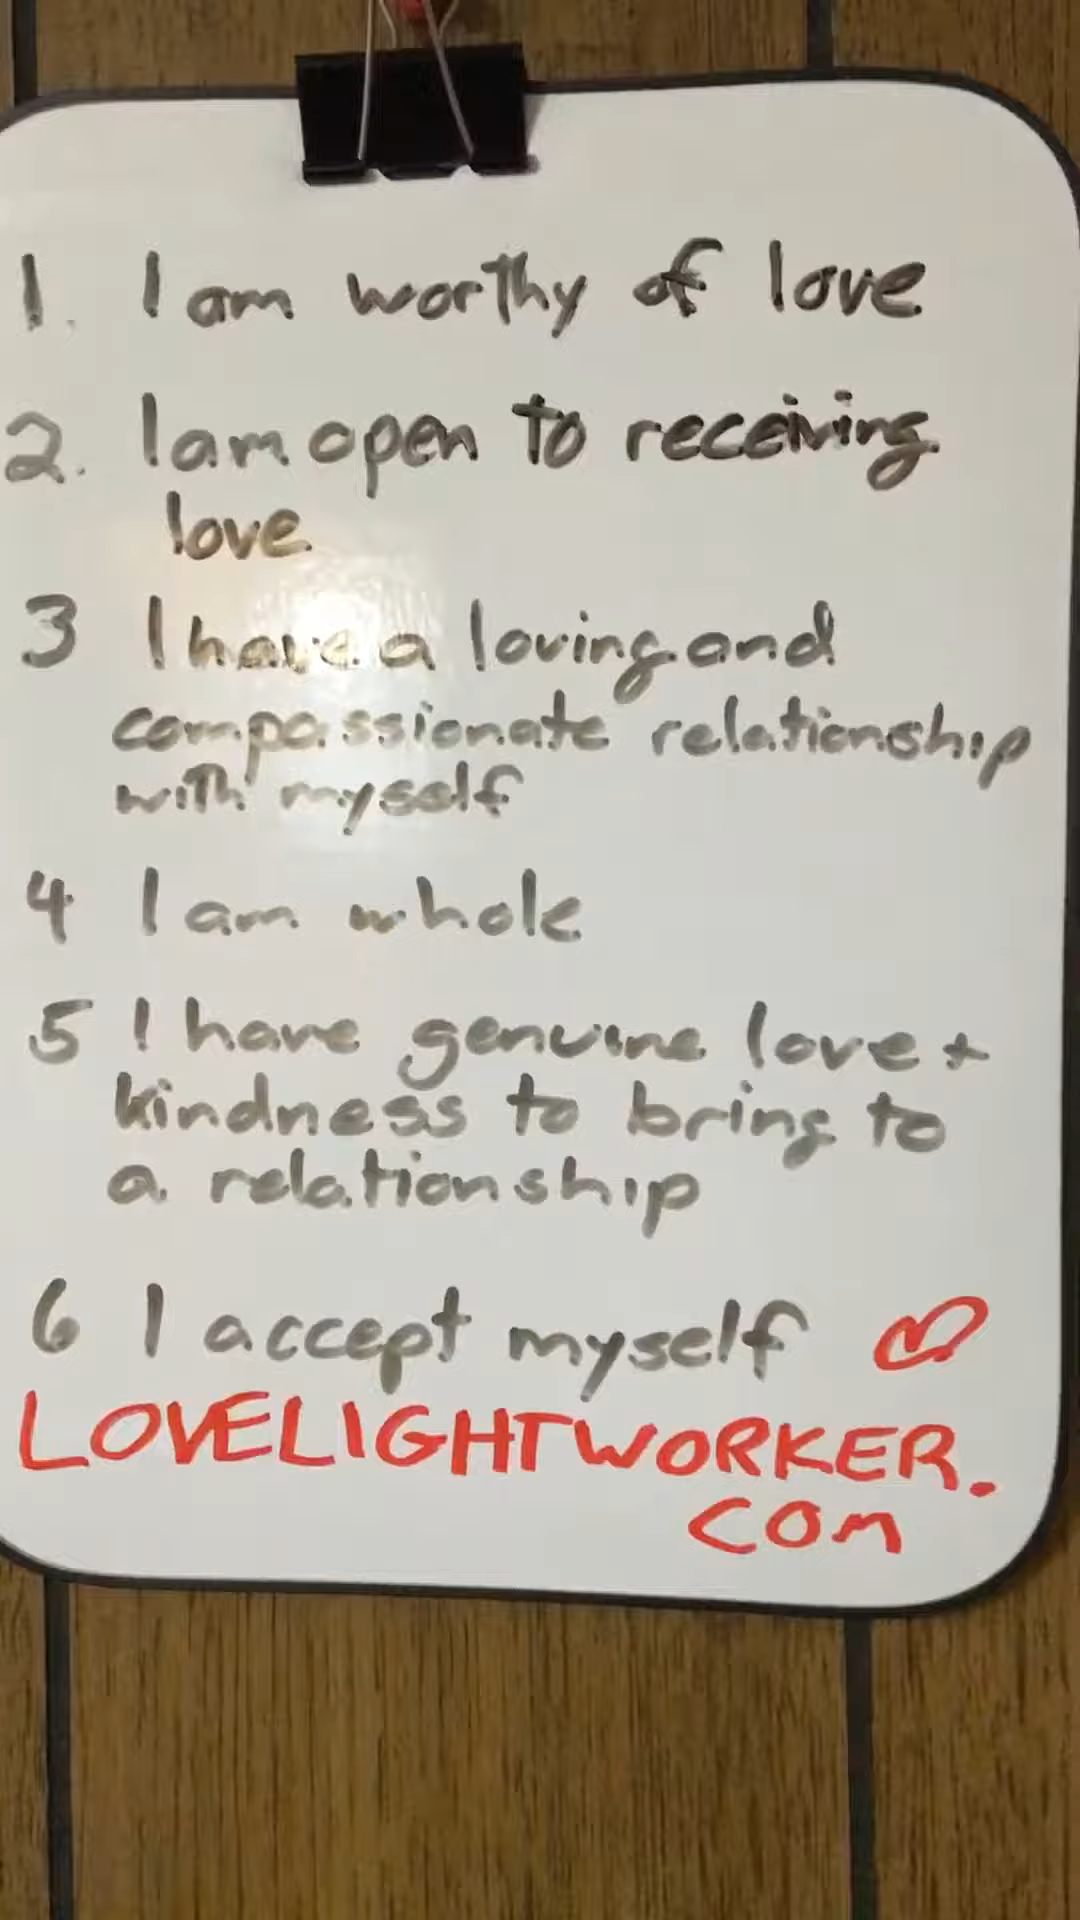 1. I am worthy of love
2. I am open to receiving
love
3 I have a loving and
compassionate relationship
with myself
4 I am whole
5 I have genuine love +
kindness to bring to
a relationship
6 I accept myself
LOVELIGHTWORKER.
COM